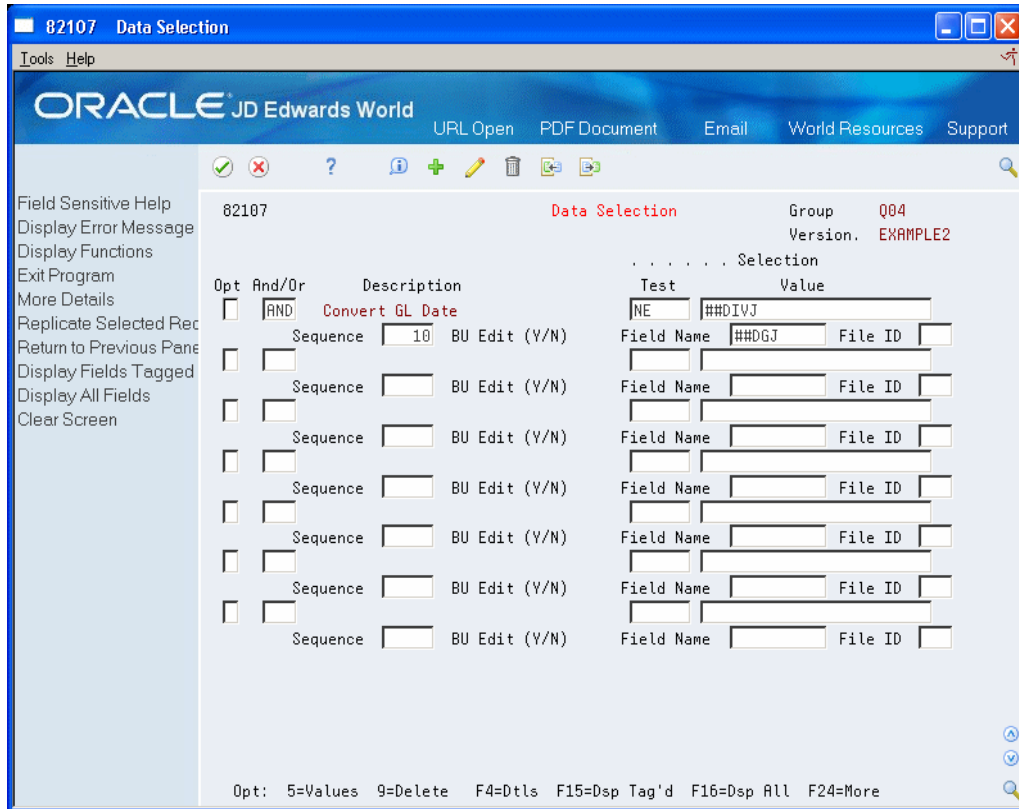 82107 Data Selection
Tools Help
ORACLE JD Edwards World
URL Open PDF Document Email World Resources Support
?
Field Sensitive Help
Display Error Message
Display Functions
Exit Program
More Details
Replicate Selected Rec
Return to Previous Pane
Display Fields Tagged
Display All Fields
Clear Screen
82107 Data Selection Group Q04
Version. EXAMPLE2
. . . . . . Selection
Opt And/Or Description Test Value
AND Convert GL Date NE ##DIVJ
Sequence 10 BU Edit (Y/N) Field Name ##DGJ File ID
Sequence BU Edit (Y/N) Field Name File ID
Sequence BU Edit (Y/N) Field Name File ID
Sequence BU Edit (Y/N) Field Name File ID
Sequence BU Edit (Y/N) Field Name File ID
Sequence BU Edit (Y/N) Field Name File ID
Sequence BU Edit (Y/N) Field Name File ID
Opt: 5=Values 9=Delete F4=Dtls F15=Dsp Tag'd F16=Dsp All F24=More